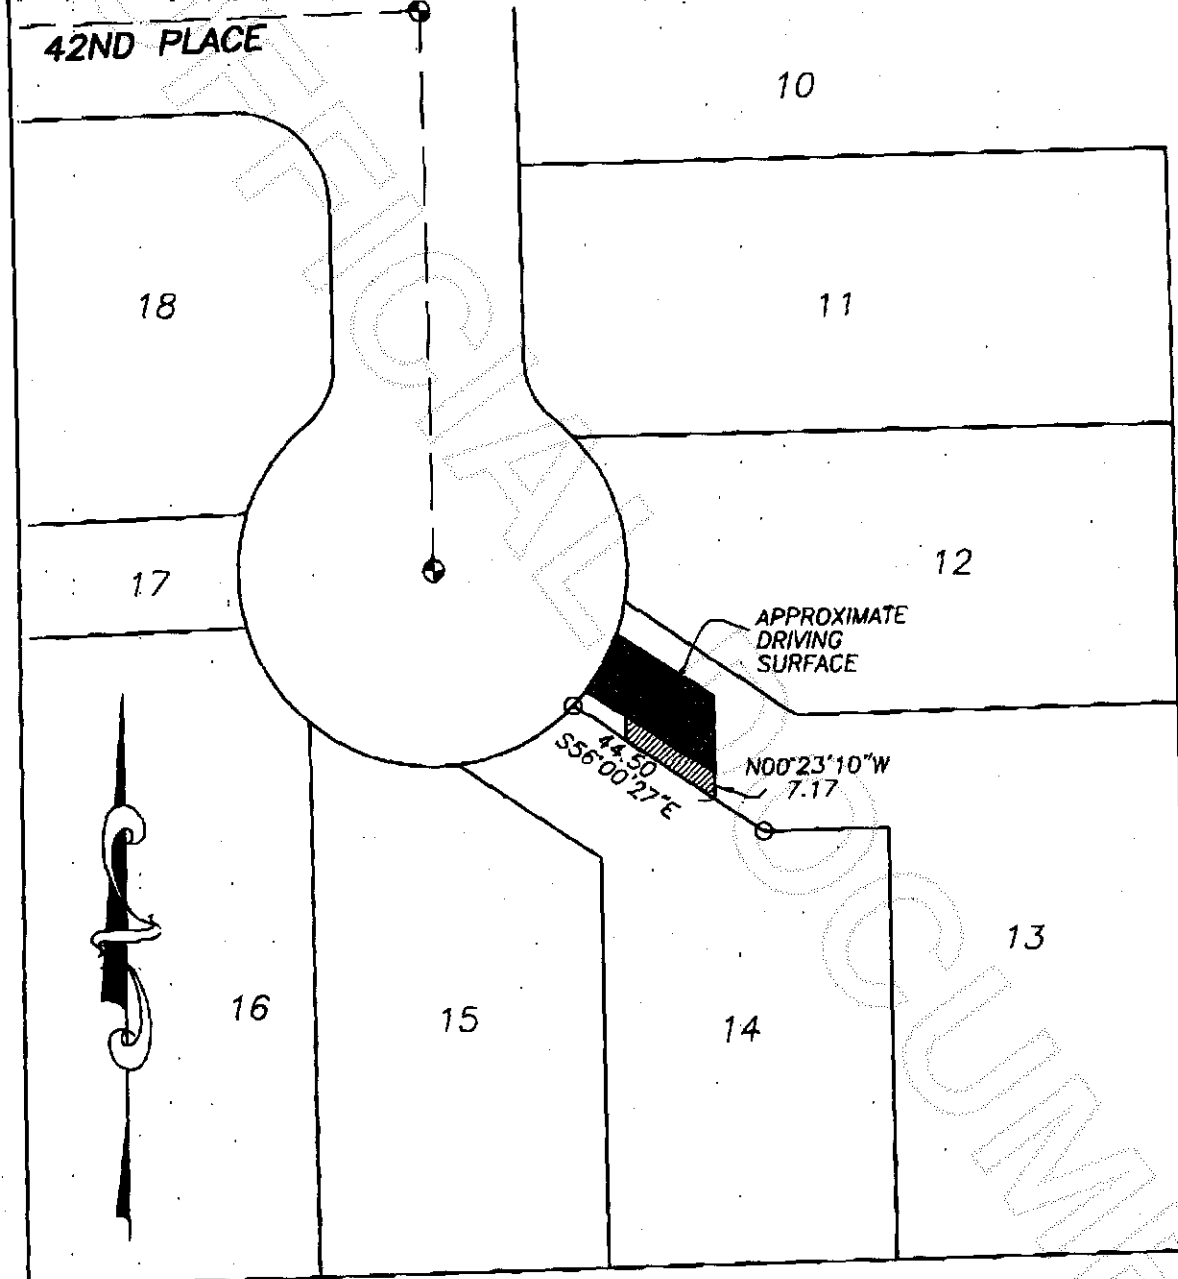 42ND PLACE
10
18
11
17
12
APPROXIMATE
DRIVING
SURFACE
44.50
S56°00'27"E
N00°23'10"W
7.17
13
16
15
14